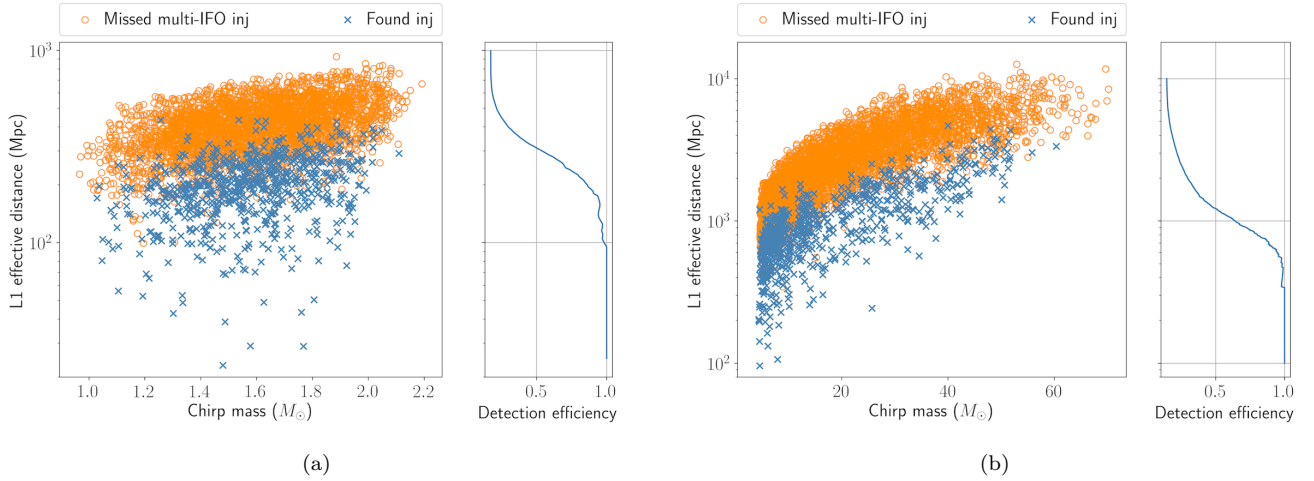 Missed multi-IFO inj Found inj
Missed multi-IFO inj Found inj
L1 effective distance (Mpc)
10³
10²
1.0 1.2 1.4 1.6 1.8 2.0 2.2
Chirp mass (M⊙)
0.5 1.0
Detection efficiency
(a)
L1 effective distance (Mpc)
10⁴
10³
10²
20 40 60
Chirp mass (M⊙)
0.5 1.0
Detection efficiency
(b)